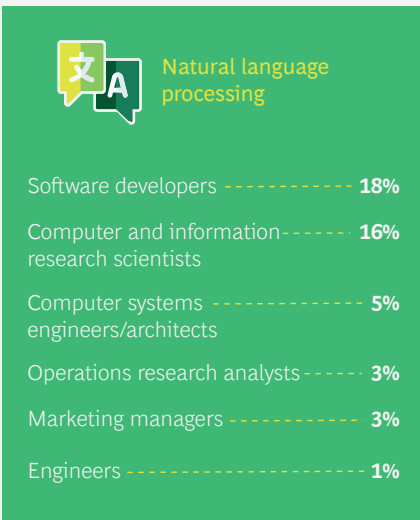 文
A
Natural language
processing
Software developers 18%
Computer and information 16%
research scientists
Computer systems 5%
engineers/architects
Operations research analysts 3%
Marketing managers 3%
Engineers 1%